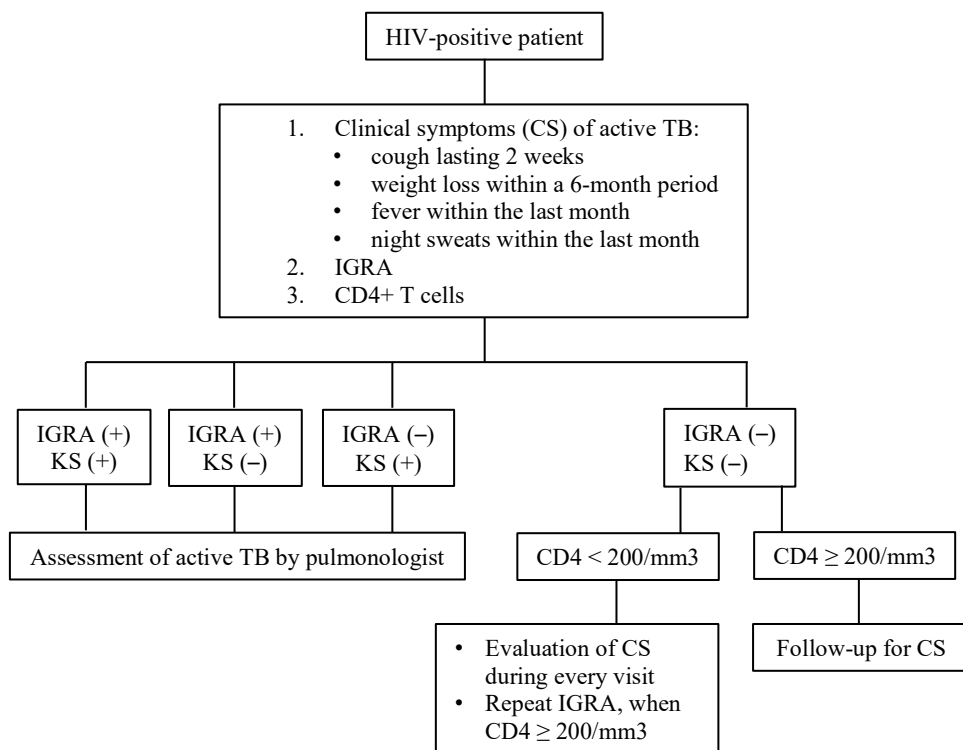 HIV-positive patient
1. Clinical symptoms (CS) of active TB:
• cough lasting 2 weeks
• weight loss within a 6-month period
• fever within the last month
• night sweats within the last month
2. IGRA
3. CD4+ T cells
IGRA (+)
KS (+)
IGRA (+)
KS (–)
IGRA (–)
KS (+)
IGRA (–)
KS (–)
Assessment of active TB by pulmonologist
CD4 < 200/mm3
CD4 ≥ 200/mm3
• Evaluation of CS
during every visit
• Repeat IGRA, when
CD4 ≥ 200/mm3
Follow-up for CS